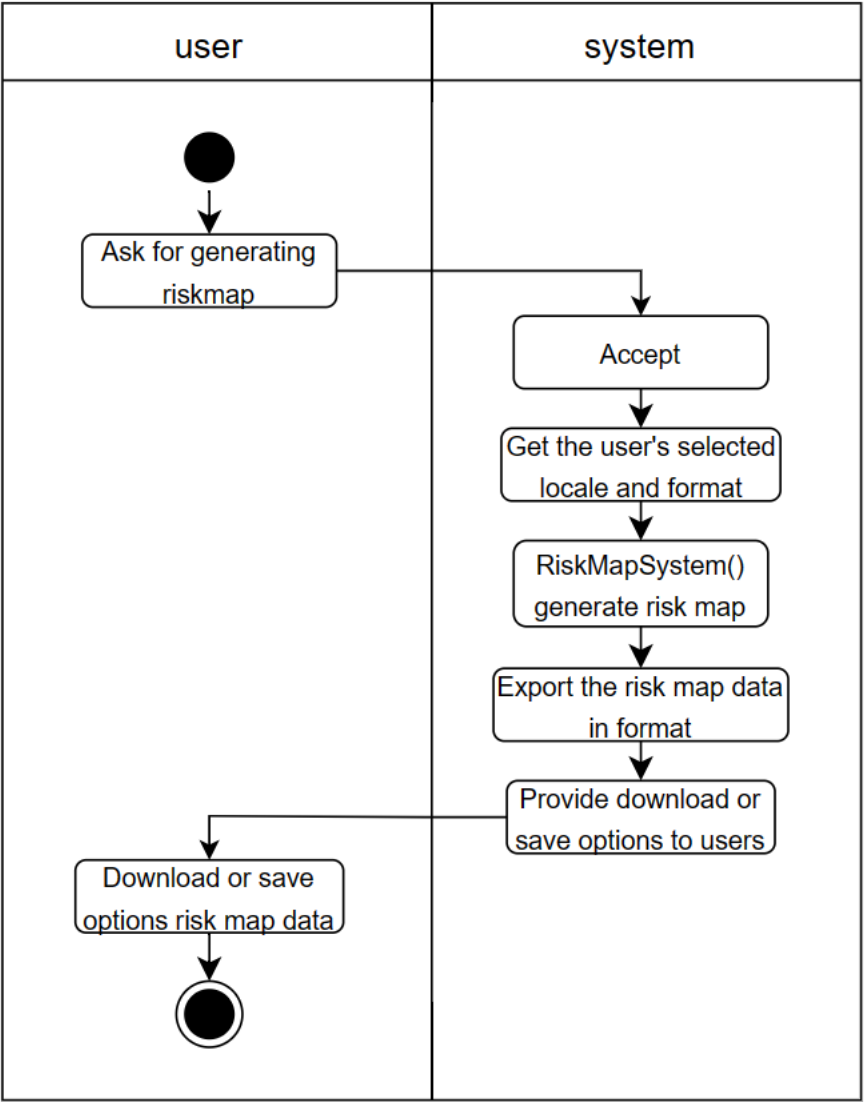 user
system
Ask for generating
riskmap
Accept
Get the user's selected
locale and format
RiskMapSystem()
generate risk map
Export the risk map data
in format
Provide download or
save options to users
Download or save
options risk map data